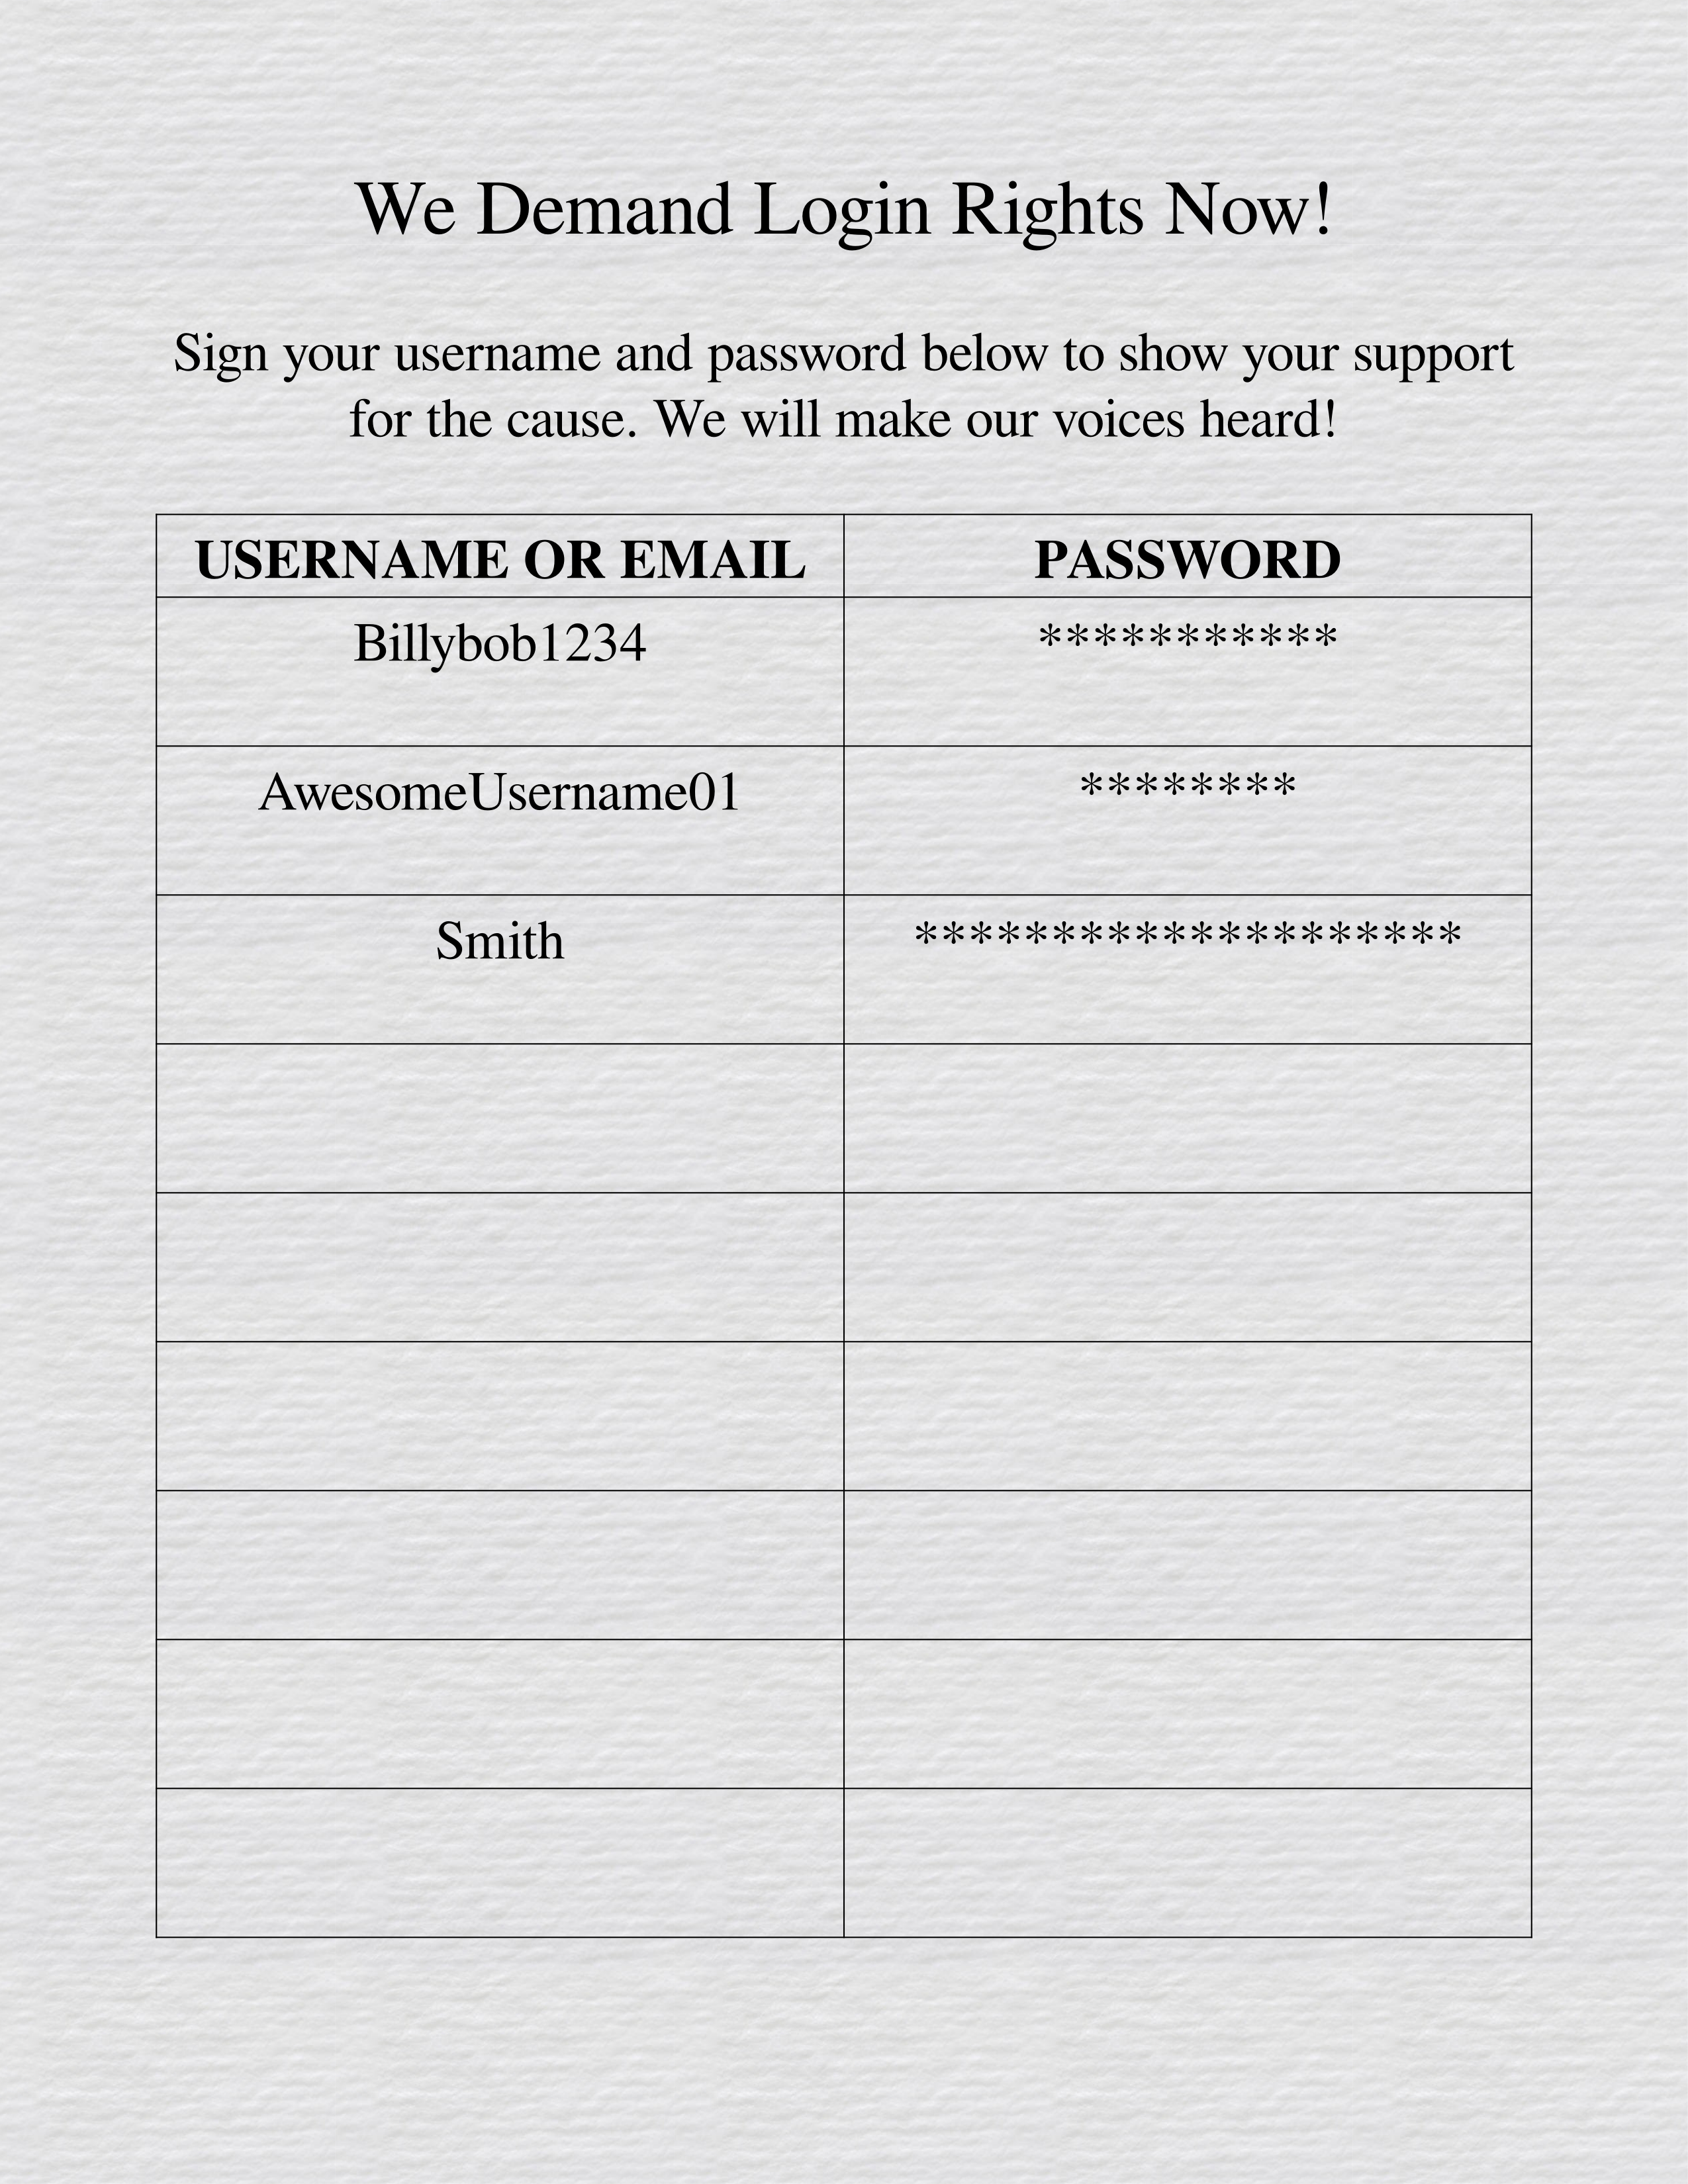 We Demand Login Rights Now!
Sign your username and password below to show your support
for the cause. We will make our voices heard!
USERNAME OR EMAIL PASSWORD
Billybob1234 ***********
AwesomeUsername01 ********
Smith ********************